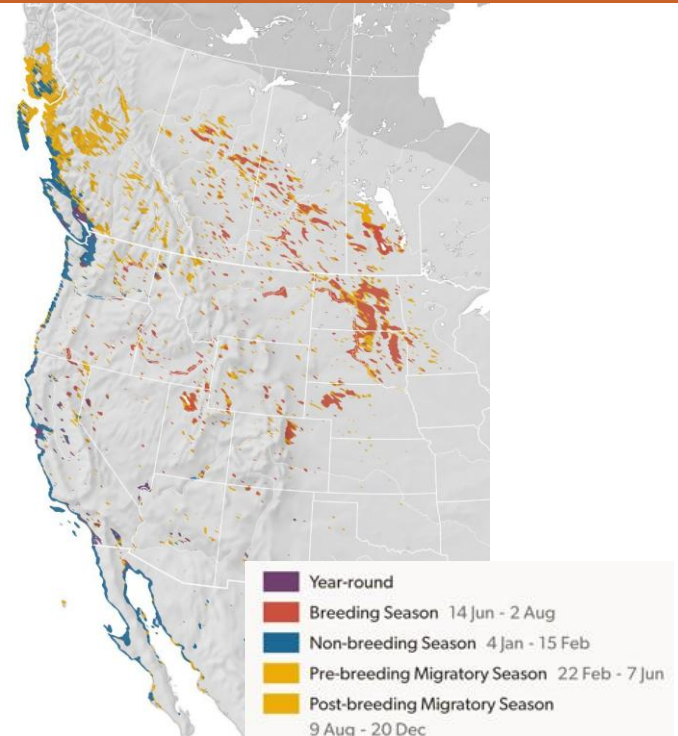 Year-round
Breeding Season 14 Jun - 2 Aug
Non-breeding Season 4 Jan - 15 Feb
Pre-breeding Migratory Season 22 Feb - 7 Jun
Post-breeding Migratory Season
9 Aug - 20 Dec